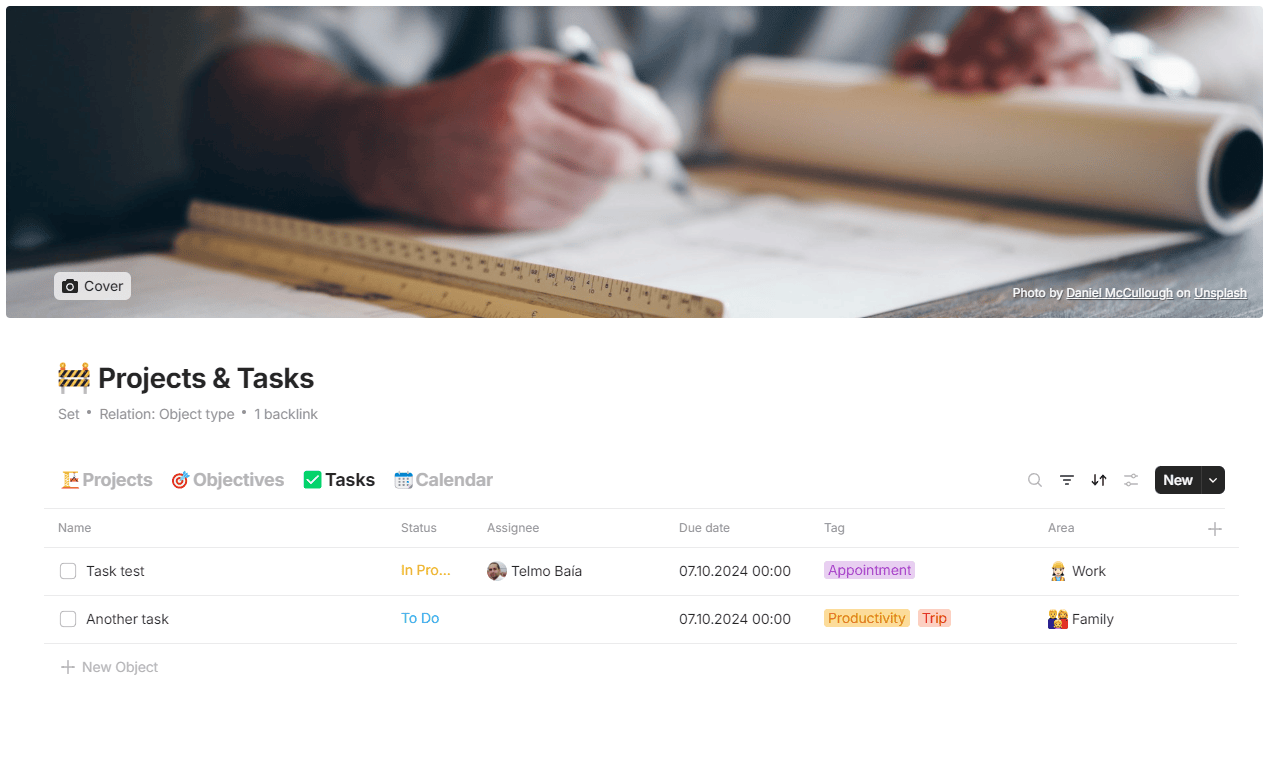 Cover
Photo by Daniel McCullough on Unsplash
Projects & Tasks
Set • Relation: Object type • 1 backlink
Projects Objectives Tasks Calendar New
Name Status Assignee Due date Tag Area
Task test In Pro... Telmo Baía 07.10.2024 00:00 Appointment Work
Another task To Do 07.10.2024 00:00 Productivity Trip Family
New Object